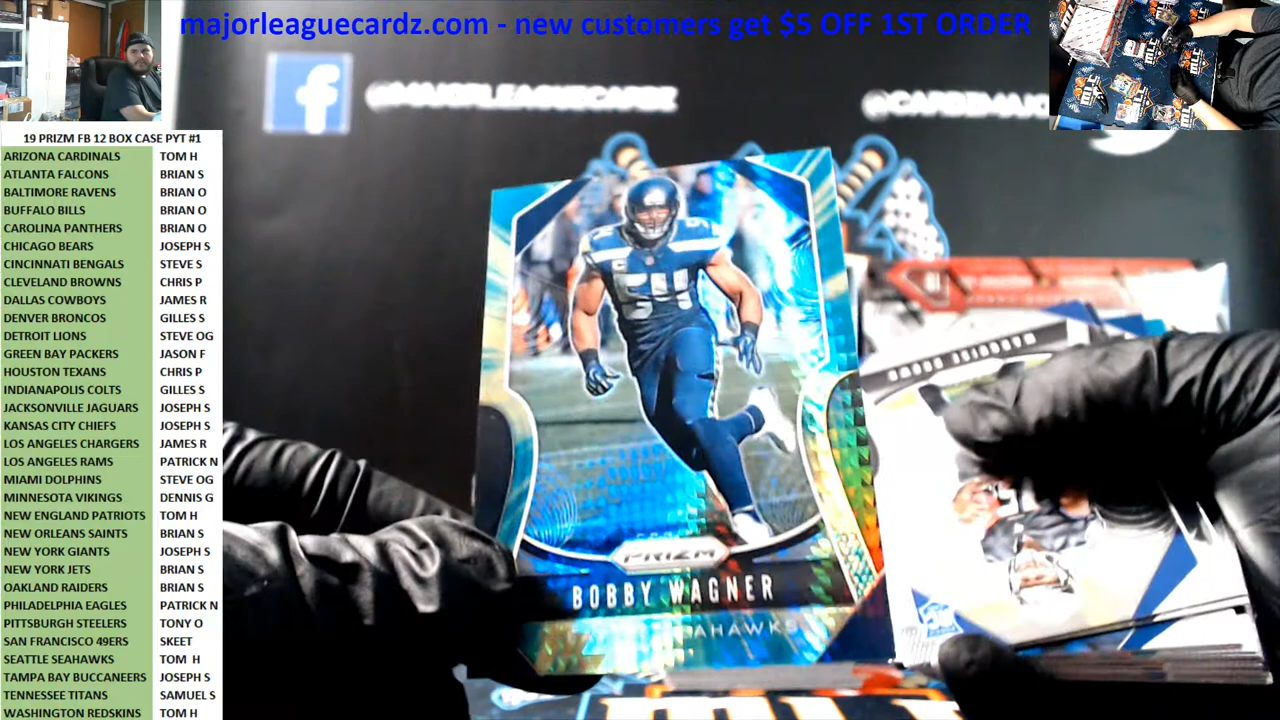 majorleaguecardz.com - new customers get $5 OFF 1ST ORDER
@MAJORLEAGUECARDZ
19 PRIZM FB 12 BOX CASE PYT #1
ARIZONA CARDINALS TOM H
ATLANTA FALCONS BRIAN S
BALTIMORE RAVENS BRIAN O
BUFFALO BILLS BRIAN O
CAROLINA PANTHERS BRIAN O
CHICAGO BEARS JOSEPH S
CINCINNATI BENGALS STEVE S
CLEVELAND BROWNS CHRIS P
DALLAS COWBOYS JAMES R
DENVER BRONCOS GILLES S
DETROIT LIONS STEVE OG
GREEN BAY PACKERS JASON F
HOUSTON TEXANS CHRIS P
INDIANAPOLIS COLTS GILLES S
JACKSONVILLE JAGUARS JOSEPH S
KANSAS CITY CHIEFS JOSEPH S
LOS ANGELES CHARGERS JAMES R
LOS ANGELES RAMS PATRICK N
MIAMI DOLPHINS STEVE OG
MINNESOTA VIKINGS DENNIS G
NEW ENGLAND PATRIOTS TOM H
NEW ORLEANS SAINTS BRIAN S
NEW YORK GIANTS JOSEPH S
NEW YORK JETS BRIAN S
OAKLAND RAIDERS BRIAN S
PHILADELPHIA EAGLES PATRICK N
PITTSBURGH STEELERS TONY O
SAN FRANCISCO 49ERS SKEET
SEATTLE SEAHAWKS TOM H
TAMPA BAY BUCCANEERS JOSEPH S
TENNESSEE TITANS SAMUEL S
WASHINGTON REDSKINS TOM H
54
PRIZM
BOBBY WAGNER
AHAWKS